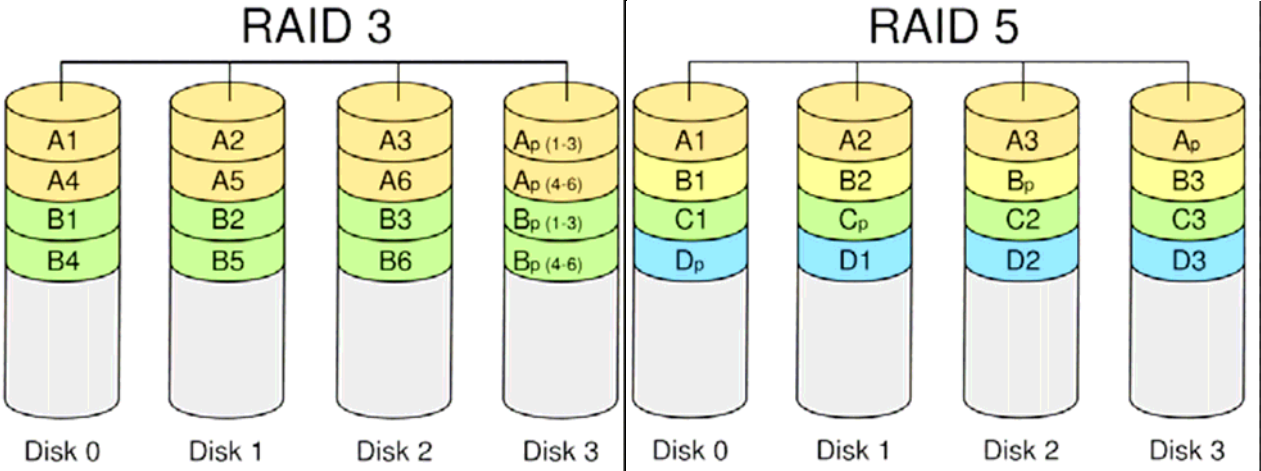 RAID 3
A1 A2 A3 Ap (1-3)
A4 A5 A6 Ap (4-6)
B1 B2 B3 Bp (1-3)
B4 B5 B6 Bp (4-6)
Disk 0 Disk 1 Disk 2 Disk 3
RAID 5
A1 A2 A3 Ap
B1 B2 Bp B3
C1 Cp C2 C3
Dp D1 D2 D3
Disk 0 Disk 1 Disk 2 Disk 3